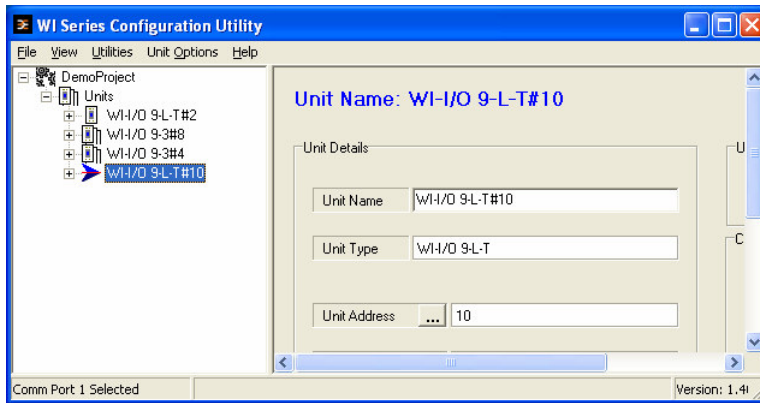 WI Series Configuration Utility
File View Utilities Unit Options Help
DemoProject
Units
WI-I/O 9-L-T#2
WI-I/O 9-3#8
WI-I/O 9-3#4
WI-I/O 9-L-T#10
Unit Name: WI-I/O 9-L-T#10
Unit Details
U
Unit Name WI-I/O 9-L-T#10
Unit Type WI-I/O 9-L-T
C
Unit Address ... 10
Comm Port 1 Selected
Version: 1.4